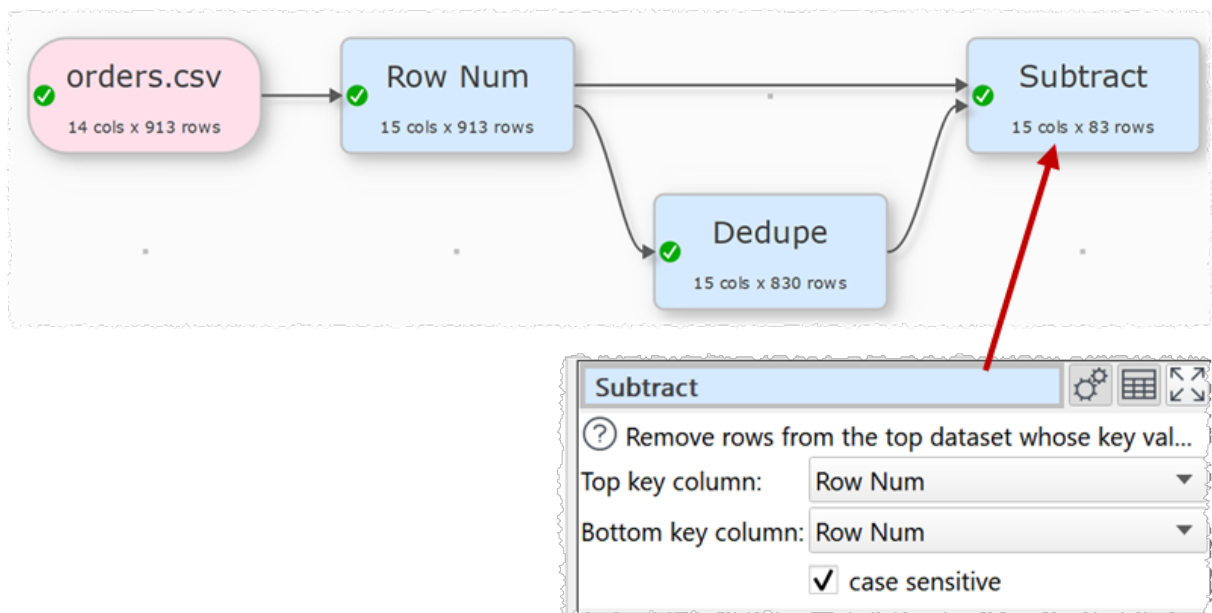 orders.csv
14 cols x 913 rows
Row Num
15 cols x 913 rows
Subtract
15 cols x 83 rows
Dedupe
15 cols x 830 rows
Subtract
Remove rows from the top dataset whose key val...
Top key column: Row Num
Bottom key column: Row Num
case sensitive